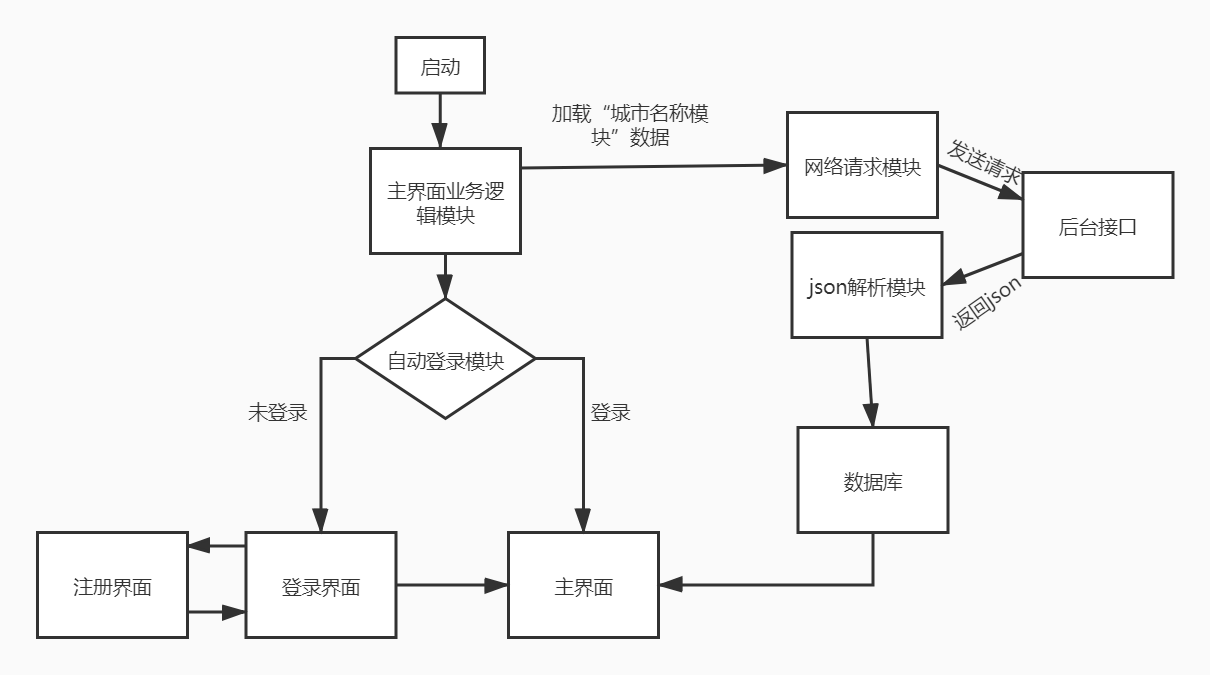 启动
加载“城市名称模
块”数据
主界面业务逻
辑模块
网络请求模块
发送请求
后台接口
json解析模块
返回json
自动登录模块
未登录
登录
数据库
注册界面
登录界面
主界面